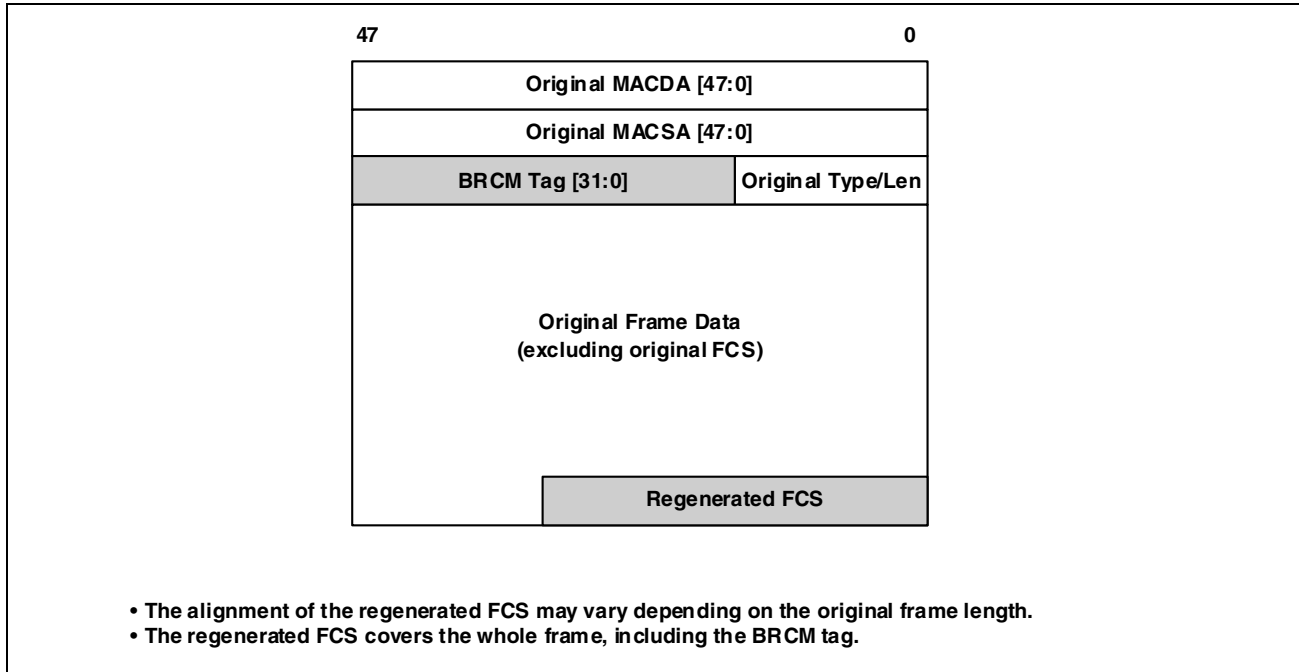 47 0
Original MACDA [47:0]
Original MACSA [47:0]
BRCM Tag [31:0] Original Type/Len
Original Frame Data
(excluding original FCS)
Regenerated FCS
• The alignment of the regenerated FCS may vary depending on the original frame length.
• The regenerated FCS covers the whole frame, including the BRCM tag.